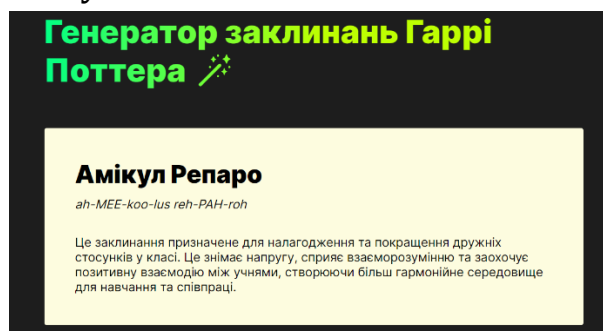 Генератор заклинань Гаррі
Поттера
Амікул Репаро
ah-MEE-koo-lus reh-PAH-roh
Це заклинання призначене для налагодження та покращення дружніх
стосунків у класі. Це знімає напругу, сприяє взаєморозумінню та заохочує
позитивну взаємодію між учнями, створюючи більш гармонійне середовище
для навчання та співпраці.